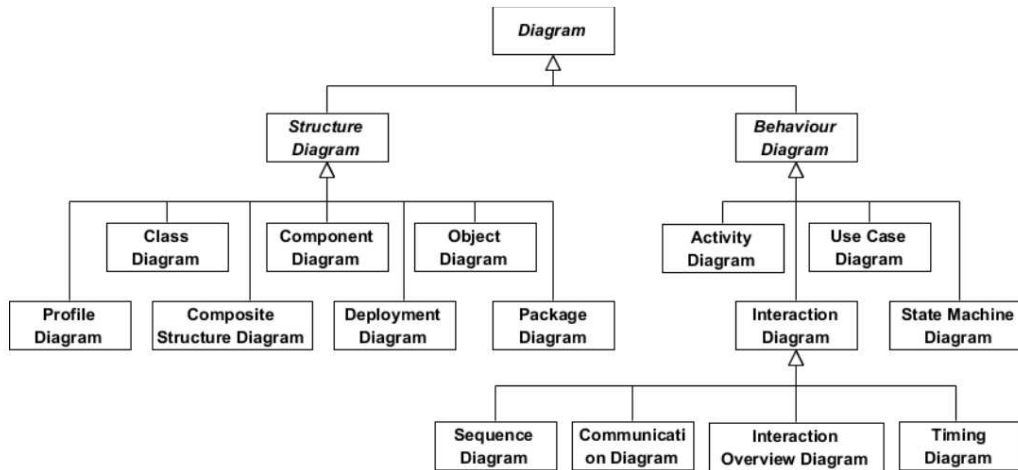 Diagram
Structure
Diagram
Behaviour
Diagram
Class
Diagram
Component
Diagram
Object
Diagram
Activity
Diagram
Use Case
Diagram
Profile
Diagram
Composite
Structure Diagram
Deployment
Diagram
Package
Diagram
Interaction
Diagram
State Machine
Diagram
Sequence
Diagram
Communicati
on Diagram
Interaction
Overview Diagram
Timing
Diagram